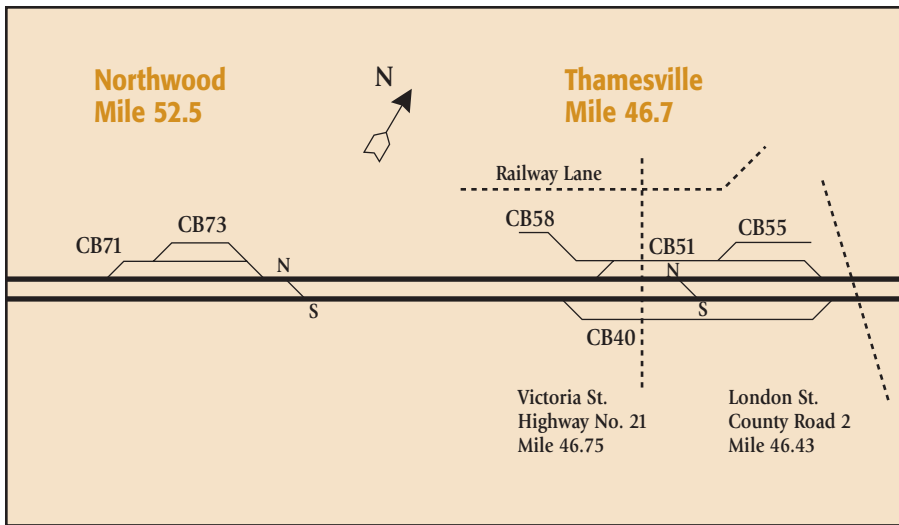 Northwood
Mile 52.5
N
Thamesville
Mile 46.7
Railway Lane
CB58
CB73
CB71
CB51
CB55
N
S
N
S
CB40
Victoria St.
Highway No. 21
Mile 46.75
London St.
County Road 2
Mile 46.43